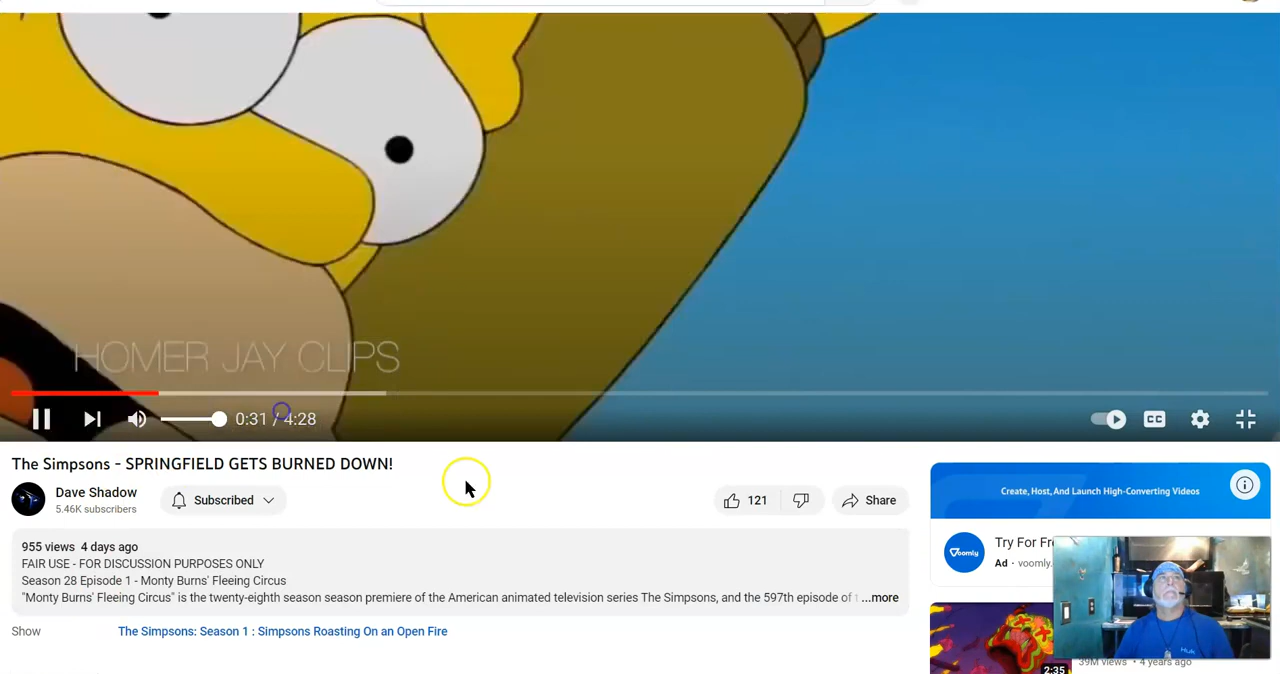 HOMER JAY CLIPS
0:31 / 4:28
CC
The Simpsons - SPRINGFIELD GETS BURNED DOWN!
Dave Shadow
5.46K subscribers
Subscribed
121
Share
955 views 4 days ago
FAIR USE - FOR DISCUSSION PURPOSES ONLY
Season 28 Episode 1 - Monty Burns' Fleeing Circus
"Monty Burns' Fleeing Circus" is the twenty-eighth season season premiere of the American animated television series The Simpsons, and the 597th episode of ...more
Show
The Simpsons: Season 1 : Simpsons Roasting On an Open Fire
Create, Host, And Launch High-Converting Videos
Voomly
Try For
Ad · voomly.
Huk
2:35
39M views • 4 years ago